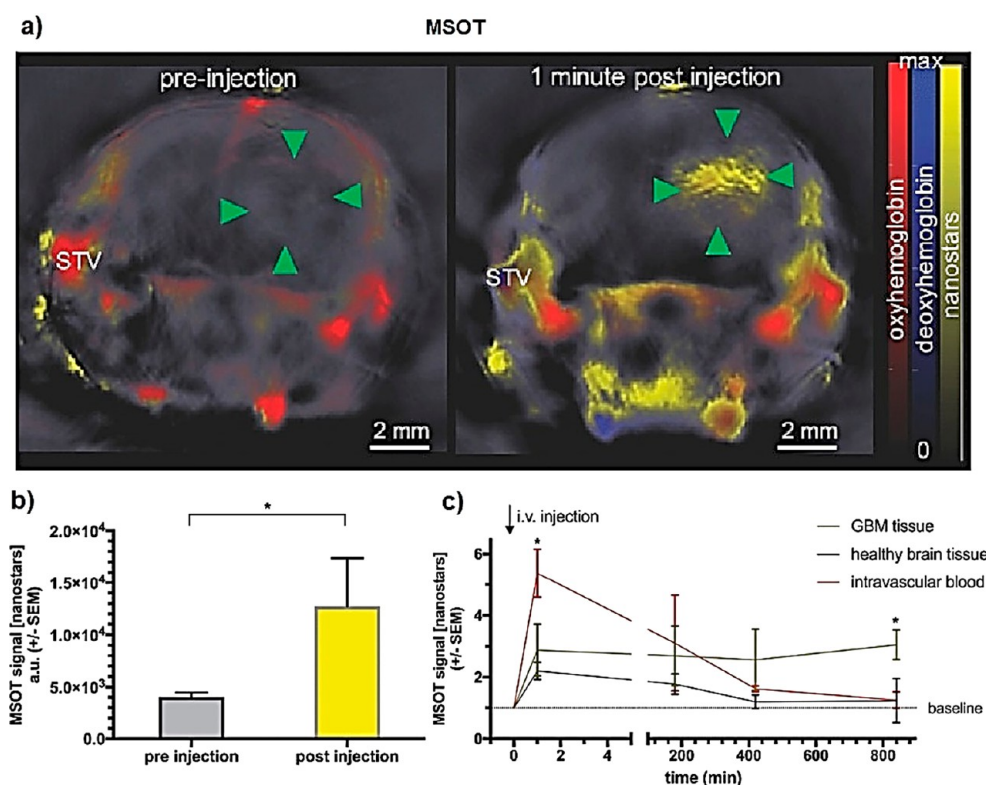 a)
MSOT
pre-injection
1 minute post injection
STV
STV
2 mm
2 mm
max
0
oxyhemoglobin
deoxyhemoglobin
nanostars
b)
MSOT signal [nanostars]
a.u. (+/- SEM)
2.0×10⁴
1.5×10⁴
1.0×10⁴
5.0×10³
0.0
*
pre injection
post injection
c)
i.v. injection
MSOT signal [nanostars]
(+/- SEM)
6
4
2
0
*
*
GBM tissue
healthy brain tissue
intravascular blood
baseline
0 2 4 200 400 600 800
time (min)